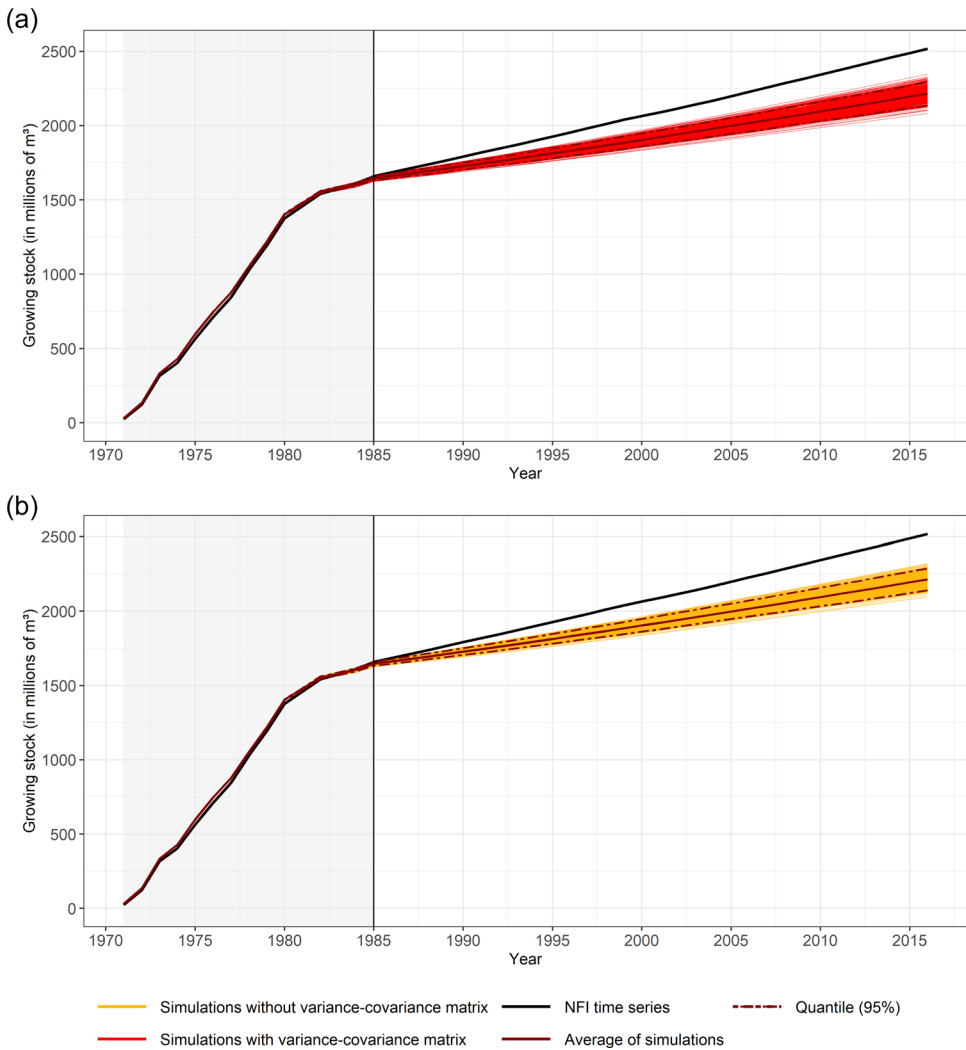 (a)
Growing stock (in millions of m³)
2500
2000
1500
1000
500
0
1970 1975 1980 1985 1990 1995 2000 2005 2010 2015
Year
(b)
Growing stock (in millions of m³)
2500
2000
1500
1000
500
0
1970 1975 1980 1985 1990 1995 2000 2005 2010 2015
Year
Simulations without variance-covariance matrix NFI time series Quantile (95%)
Simulations with variance-covariance matrix Average of simulations